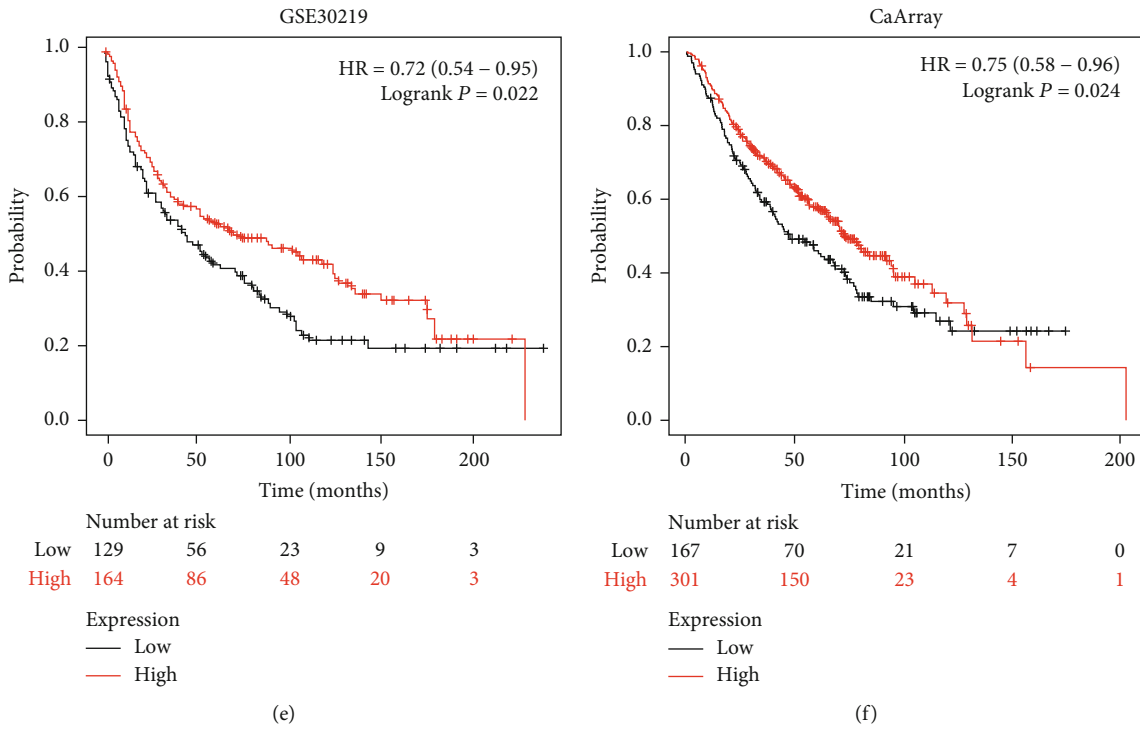 GSE30219
HR = 0.72 (0.54 – 0.95)
Logrank P = 0.022
Probability
1.0
0.8
0.6
0.4
0.2
0.0
0 50 100 150 200
Time (months)
Number at risk
Low 129 56 23 9 3
High 164 86 48 20 3
Expression
Low
High
(e)
CaArray
HR = 0.75 (0.58 – 0.96)
Logrank P = 0.024
Probability
1.0
0.8
0.6
0.4
0.2
0.0
0 50 100 150 200
Time (months)
Number at risk
Low 167 70 21 7 0
High 301 150 23 4 1
Expression
Low
High
(f)